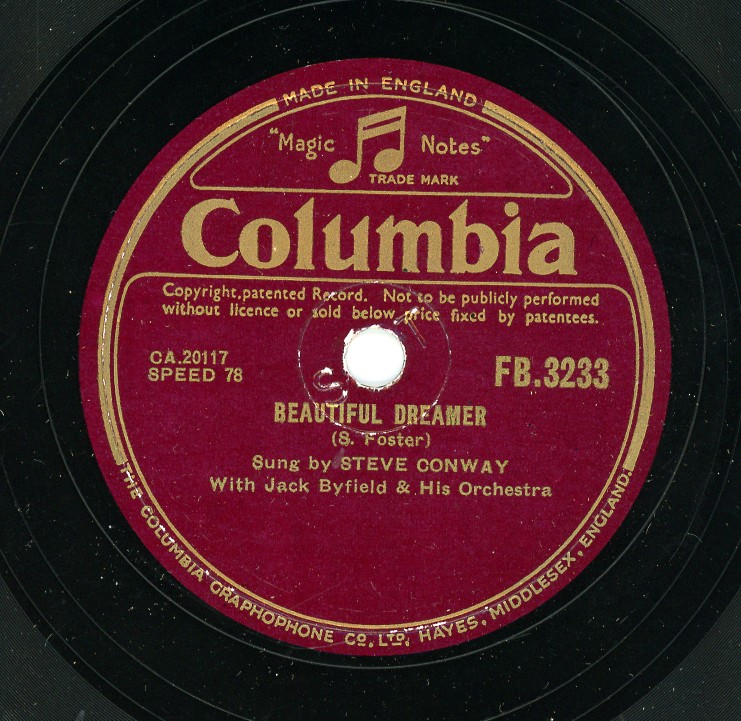 MADE IN ENGLAND
"Magic Notes"
TRADE MARK
Columbia
Copyright, patented Record. Not to be publicly performed
without licence or sold below price fixed by patentees.
CA.20117
SPEED 78
FB.3233
BEAUTIFUL DREAMER
(S. Foster)
Sung by STEVE CONWAY
With Jack Byfield & His Orchestra
THE COLUMBIA GRAPHOPHONE CO. LTD. HAYES, MIDDLESEX, ENGLAND.